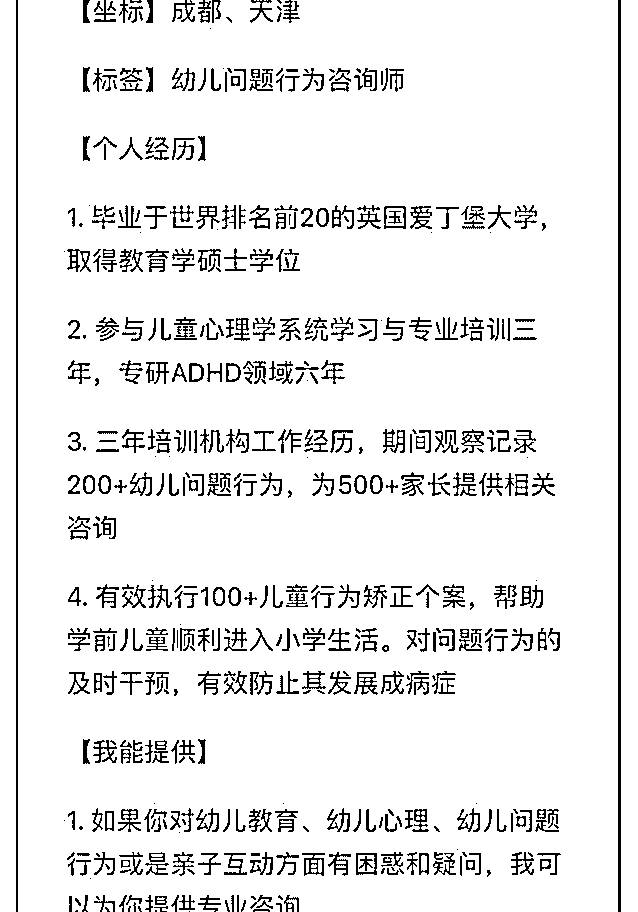 【坐标】成都、天津
【标签】幼儿问题行为咨询师
【个人经历】
1. 毕业于世界排名前20的英国爱丁堡大学，
取得教育学硕士学位
2. 参与儿童心理学系统学习与专业培训三
年，专研ADHD领域六年
3. 三年培训机构工作经历，期间观察记录
200+幼儿问题行为，为500+家长提供相关
咨询
4. 有效执行100+儿童行为矫正个案，帮助
学前儿童顺利进入小学生活。对问题行为的
及时干预，有效防止其发展成病症
【我能提供】
1. 如果你对幼儿教育、幼儿心理、幼儿问题
行为或是亲子互动方面有困惑和疑问，我可
以为你提供专业咨询